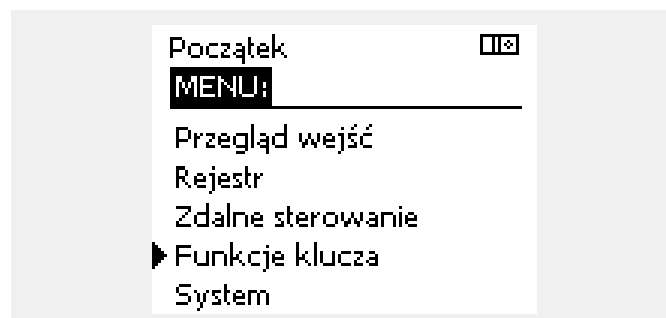 Początek
MENU:
Przegląd wejść
Rejestr
Zdalne sterowanie
Funkcje klucza
System